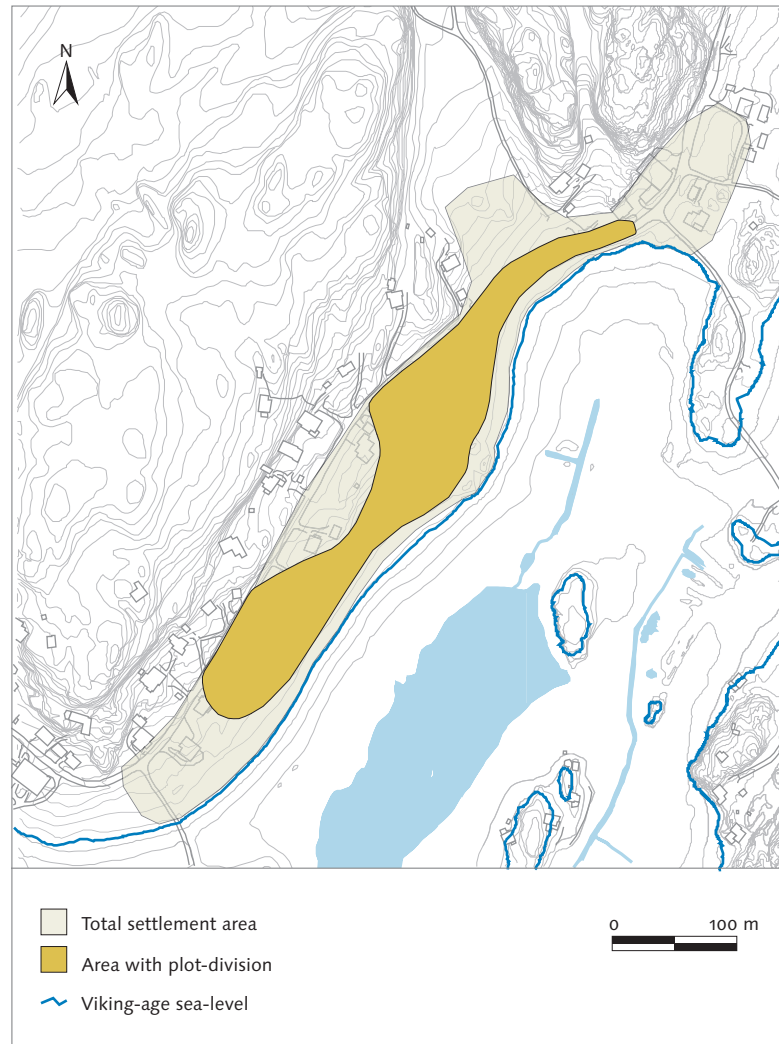 N
Total settlement area
Area with plot-division
Viking-age sea-level
0 100 m